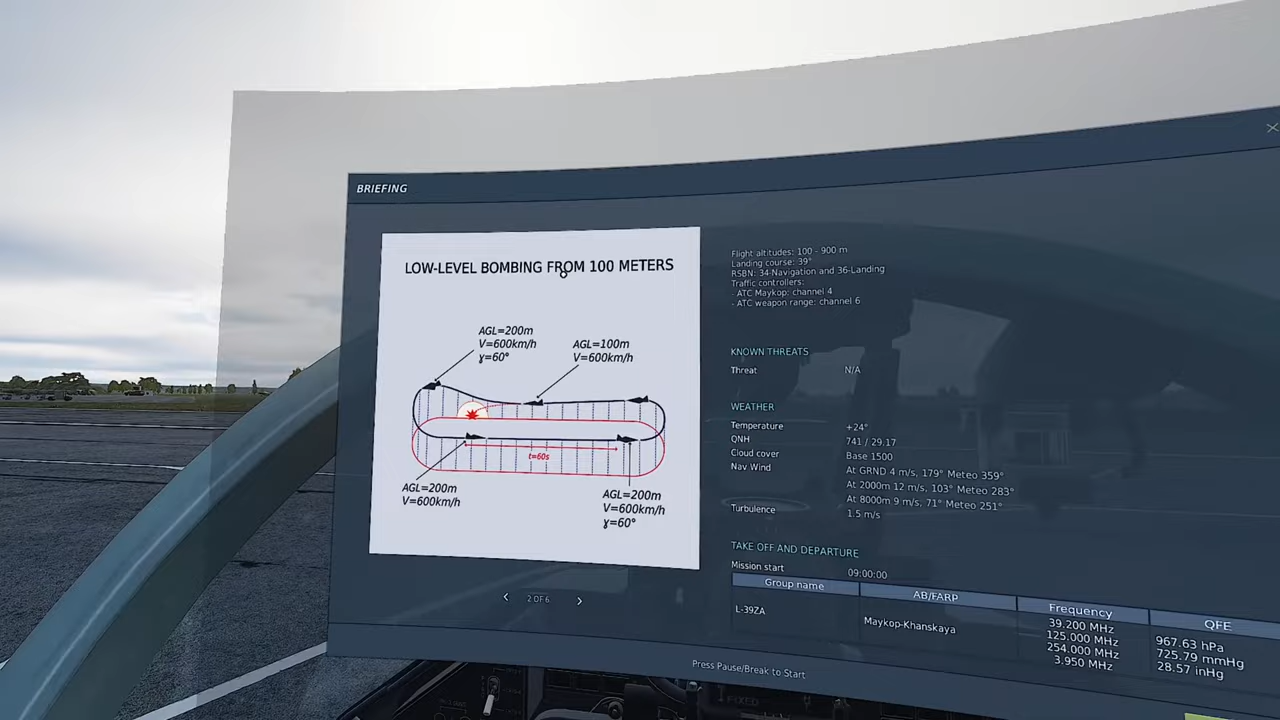 BRIEFING
LOW-LEVEL BOMBING FROM 100 METERS
AGL=200m
V=600km/h
ɣ=60°
AGL=100m
V=600km/h
t=60s
AGL=200m
V=600km/h
AGL=200m
V=600km/h
ɣ=60°
2 OF 6
Flight altitudes: 100 - 900 m
Landing course: 39°
RSBN: 34-Navigation and 36-Landing
Traffic controllers:
- ATC Maykop: channel 4
- ATC weapon range: channel 6
KNOWN THREATS
Threat N/A
WEATHER
Temperature +24°
QNH 741 / 29.17
Cloud cover Base 1500
Nav Wind At GRND 4 m/s, 179° Meteo 359°
At 2000m 12 m/s, 103° Meteo 283°
At 8000m 9 m/s, 71° Meteo 251°
Turbulence 1.5 m/s
TAKE OFF AND DEPARTURE
Mission start 09:00:00
Group name AB/FARP Frequency QFE
L-39ZA Maykop-Khanskaya 39.200 MHz 967.63 hPa
125.000 MHz 725.79 mmHg
254.000 MHz 28.57 inHg
3.950 MHz
Press Pause/Break to Start